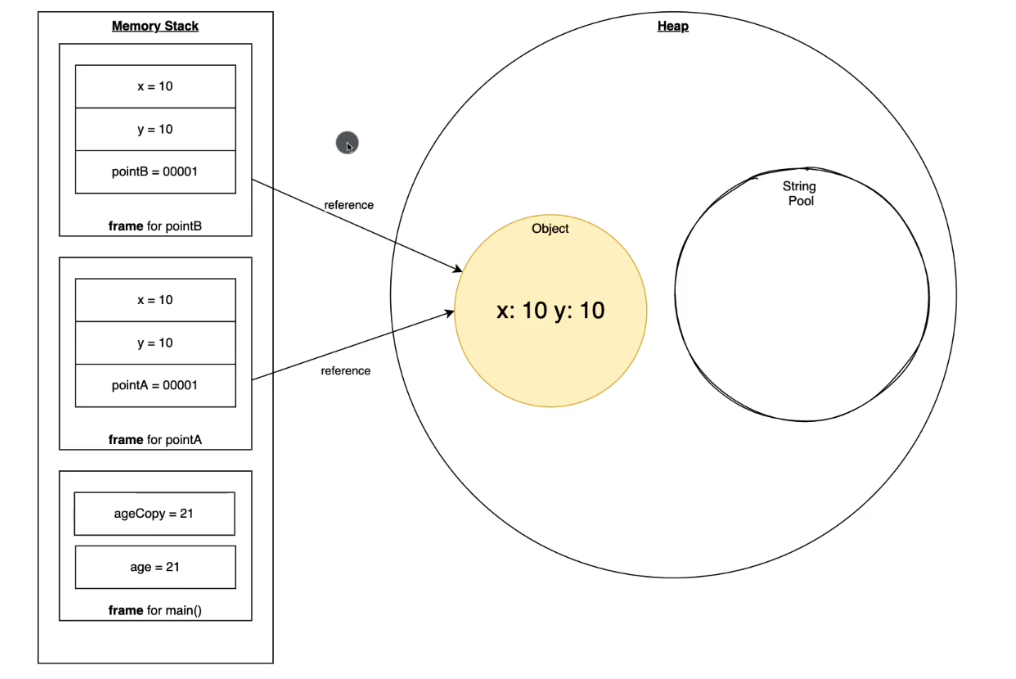 Memory Stack
x = 10
y = 10
pointB = 00001
frame for pointB
x = 10
y = 10
pointA = 00001
frame for pointA
ageCopy = 21
age = 21
frame for main()
reference
reference
Heap
Object
x: 10 y: 10
String
Pool